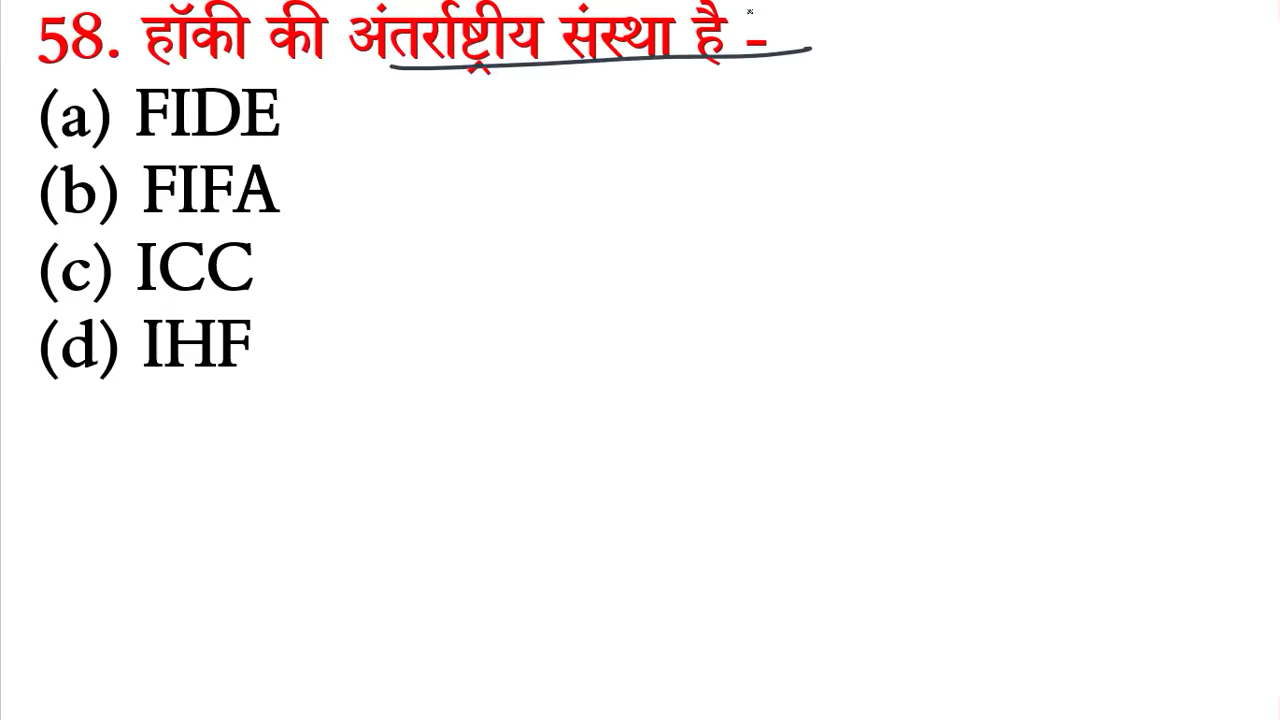 58. हॉकी की अंतर्राष्ट्रीय संस्था है -
(a) FIDE
(b) FIFA
(c) ICC
(d) IHF